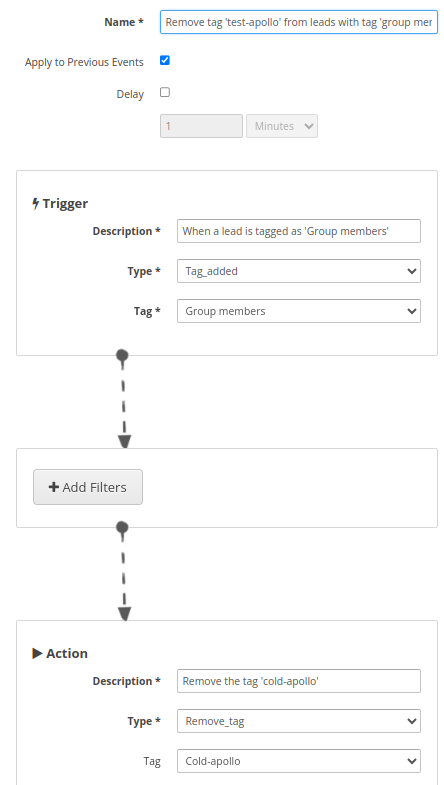 Name * Remove tag 'test-apollo' from leads with tag 'group mer
Apply to Previous Events
Delay
1 Minutes
Trigger
Description * When a lead is tagged as 'Group members'
Type * Tag_added
Tag * Group members
Add Filters
Action
Description * Remove the tag 'cold-apollo'
Type * Remove_tag
Tag Cold-apollo